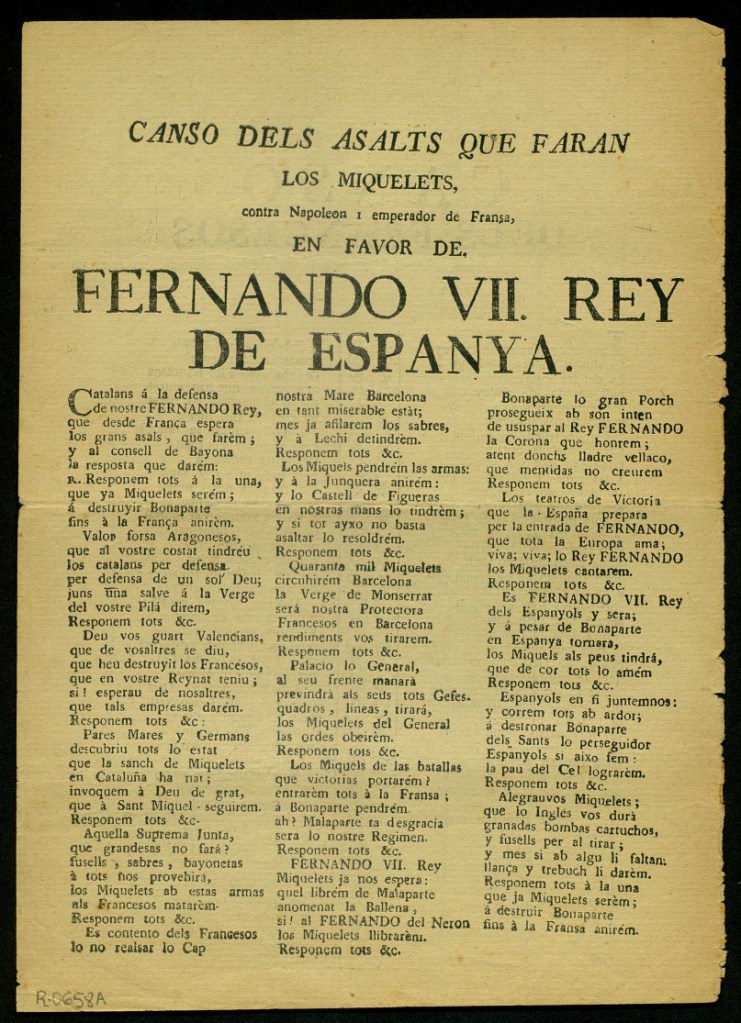 CANSO DELS ASALTS QUE FARAN
LOS MIQUELETS,
contra Napoleon 1 emperador de Fransa,
EN FAVOR DE.
FERNANDO VII. REY
DE ESPANYA.
Catalans á la defensa
de nostre FERNANDO Rey,
que desde França espera
los grans asals, que farèm;
y al consell de Bayona
la resposta que darèm:
R. Responem tots á la una,
que ya Miquelets serèm;
á destruyir Bonaparte
fins à la França anirèm.
Valor forsa Aragonesos,
que al vostre costat tindréu
los catalans per defensa
per defensa de un sol Deu;
juns una salve á la Verge
del vostre Pilá direm,
Responem tots &c.
Deu vos guart Valencians,
que de vosaltres se diu,
que heu destruyit los Francesos,
que en vostre Reynat teniu;
si! esperau de nosaltres,
que tals empresas darém.
Responem tots &c:
Pares Mares y Germans
descubriu tots lo estat
que la sanch de Miquelets
en Cataluña ha nat;
invoquem à Deu de grat,
que à Sant Miquel seguirem.
Responem tots &c.
Aquella Suprema Junta,
que grandesas no fará?
fusells, sabres, bayonetas
à tots nos provehirá,
los Miquelets ab estas armas
als Francesos matarèm.
Responem tots &c.
Es contento dels Francesos
lo no realsar lo Cap
nostra Mare Barcelona
en tant miserable estàt;
mes ja afilarem los sabres,
y à Lechi detindrèm.
Responem tots &c.
Los Miquels pendrém las armas:
y à la Junquera anirém:
y lo Castell de Figueras
en nostras mans lo tindrém;
y si tot ayxo no basta
asaltar lo resoldrém.
Responem tots &c.
Quaranta mil Miquelets
circuhirèm Barcelona
la Verge de Monserrat
será nostra Protectora
Francesos en Barcelona
rendiments vos tirarem.
Responem tots &c.
Palacio lo General,
al seu frente manará
previndrá als seus tots Gefes.
quadros, lineas, tirará,
los Miquelets del General
las ordes obeirèm.
Responem tots &c.
Los Miquels de las batallas
que victorias portarém?
entrarèm tots à la Fransa;
á Bonaparte pendrém.
ah? Malaparte ta desgracia
sera lo nostre Regimen.
Responem tots &c.
FERNANDO VII. Rey
Miquelets ja nos espera:
quel librém de Malaparte
anomenat la Ballena,
si! al FERNANDO del Neron
los Miquelets llibrarèm.
Responem tots &c.
Bonaparte lo gran Porch
prosegueix ab son inten
de ususpar al Rey FERNANDO
la Corona que honrem;
atent donchs lladre vellaco,
que mentidas no creurem
Responem tots &c.
Los teatros de Victoria
que la España prepara
per la entrada de FERNANDO,
que tota la Europa ama;
viva; viva; lo Rey FERNANDO
los Miquelets cantarem.
Responem tots &c.
Es FERNANDO VII. Rey
dels Espanyols y sera;
y á pesar de Bonaparte
en Espanya tornará,
los Miquels als peus tindrá,
que de cor tots lo amém
Responem tots &c.
Espanyols en fi juntemnos:
y correm tots ab ardor;
á destronar Bonaparte
dels Sants lo perseguidor
Espanyols si aixo fem:
la pau del Cel lograrèm.
Responem tots &c.
Alegrauvos Miquelets;
que lo Inglés vos durà
granadas bombas cartuchos,
y fusells per al tirar;
y mes si ab algu li faltan:
llança y trebuch li darèm.
Responem tots à la una
que ja Miquelets serèm;
à destruir Bonaparte
fins à la Fransa anirém.
R-0658A